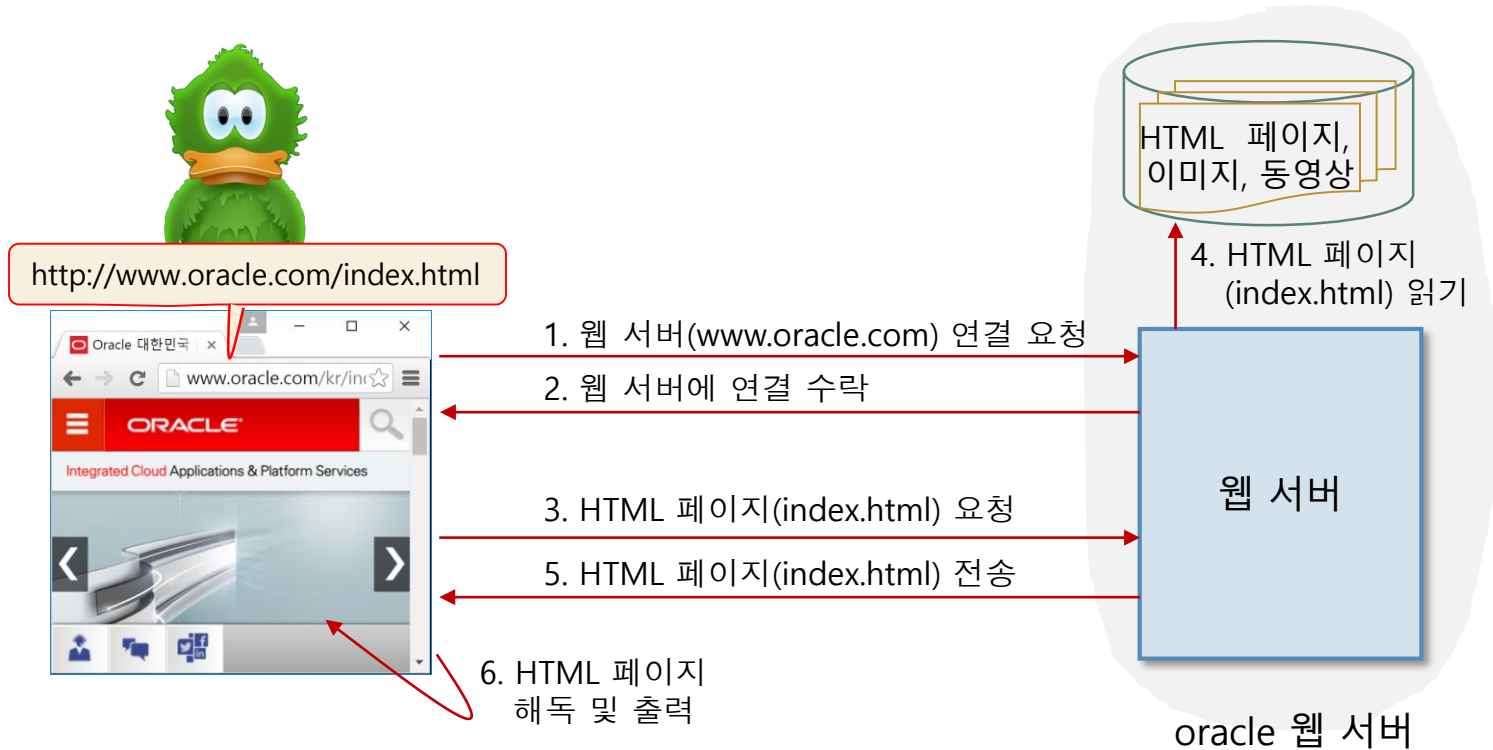 HTML 페이지,
이미지, 동영상
http://www.oracle.com/index.html
4. HTML 페이지
(index.html) 읽기
Oracle 대한민국
www.oracle.com/kr/in
ORACLE
Integrated Cloud Applications & Platform Services
1. 웹 서버(www.oracle.com) 연결 요청
2. 웹 서버에 연결 수락
3. HTML 페이지(index.html) 요청
5. HTML 페이지(index.html) 전송
웹 서버
6. HTML 페이지
해독 및 출력
oracle 웹 서버